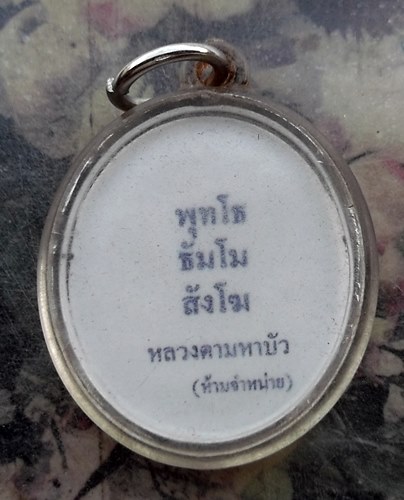 พุทโธ
ธัมโม
สังโฆ
หลวงตามหาบัว
(ห้ามจำหน่าย)